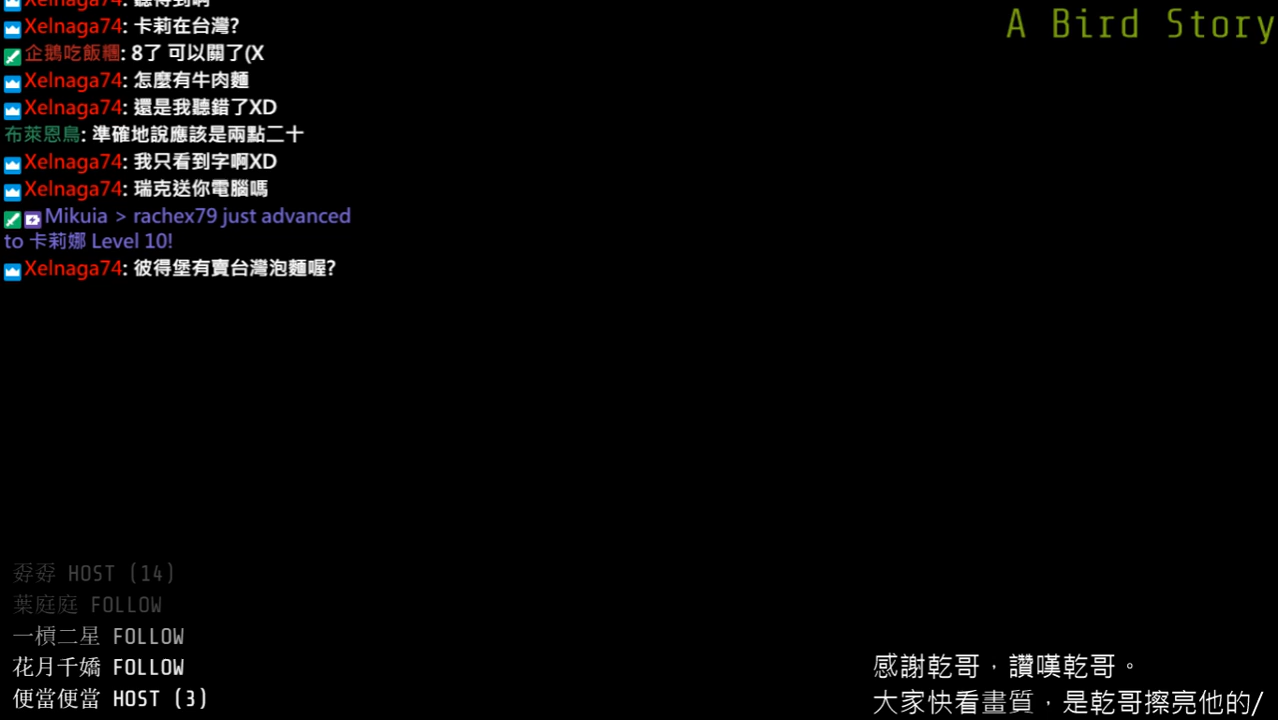 Xelnaga74: 聽得到啊
Xelnaga74: 卡莉在台灣?
企鵝吃飯糰: 8了 可以關了(X
Xelnaga74: 怎麼有牛肉麵
Xelnaga74: 還是我聽錯了XD
布萊恩鳥: 準確地說應該是兩點二十
Xelnaga74: 我只看到字啊XD
Xelnaga74: 瑞克送你電腦嗎
Mikuia > rachex79 just advanced
to 卡莉娜 Level 10!
Xelnaga74: 彼得堡有賣台灣泡麵喔?
A Bird Story
HOST (14)
葉庭庭 FOLLOW
一槓二星 FOLLOW
花月千嬌 FOLLOW
便當便當 HOST (3)
感謝乾哥，讚嘆乾哥。
大家快看畫質，是乾哥擦亮他的/